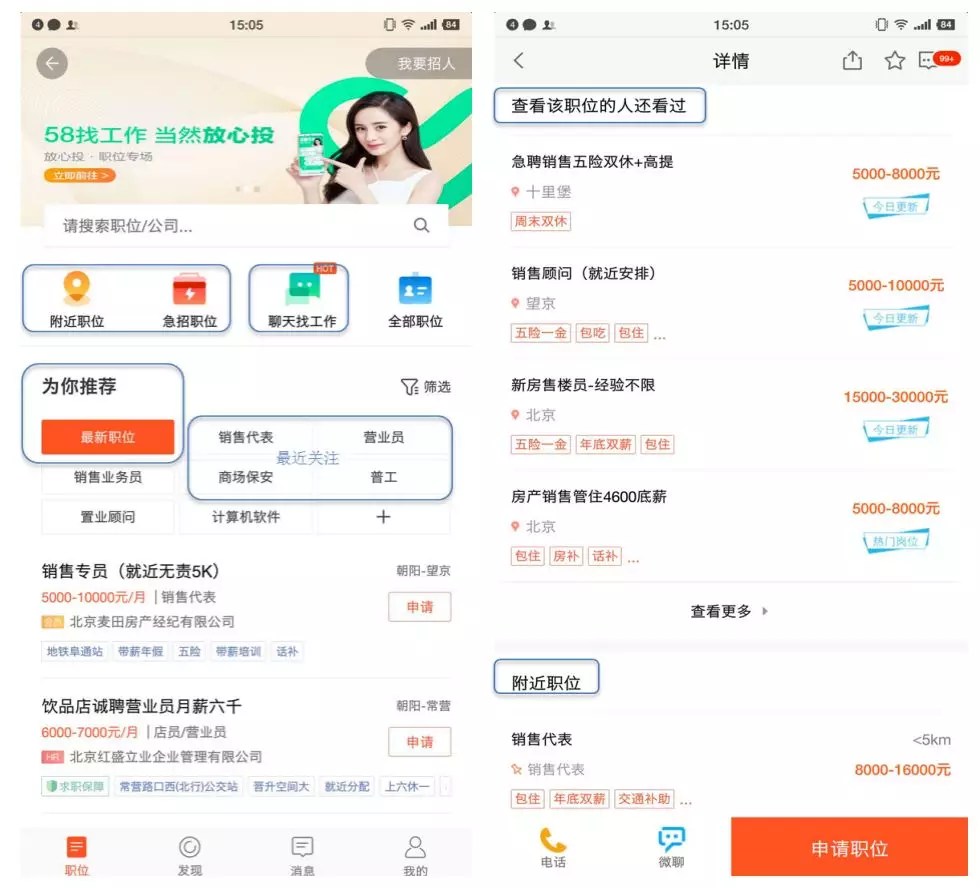 4
15:05
84
我要招人
58找工作 当然放心投
放心投 · 职位专场
立即前往 >
请搜索职位/公司...
HOT
附近职位 急招职位 聊天找工作 全部职位
为你推荐 筛选
最新职位 销售代表 营业员
最近关注
销售业务员 商场保安 普工
置业顾问 计算机软件 +
销售专员（就近无责5K） 朝阳-望京
5000-10000元/月 | 销售代表 申请
北京麦田房产经纪有限公司
地铁阜通站 带薪年假 五险 带薪培训 话补
饮品店诚聘营业员月薪六千 朝阳-常营
6000-7000元/月 | 店员/营业员 申请
HR 北京红盛立业企业管理有限公司
求职保障 常营路口西(北行)公交站 晋升空间大 就近分配 上六休一
职位 发现 消息 我的
4
15:05
84
详情 99+
查看该职位的人还看过
急聘销售五险双休+高提 5000-8000元
十里堡 今日更新
周末双休
销售顾问（就近安排） 5000-10000元
望京 今日更新
五险一金 包吃 包住 ...
新房售楼员-经验不限 15000-30000元
北京 今日更新
五险一金 年底双薪 包住
房产销售管住4600底薪 5000-8000元
北京 热门岗位
包住 房补 话补 ...
查看更多
附近职位
销售代表 <5km
销售代表 8000-16000元
包住 年底双薪 交通补助 ...
电话 微聊 申请职位